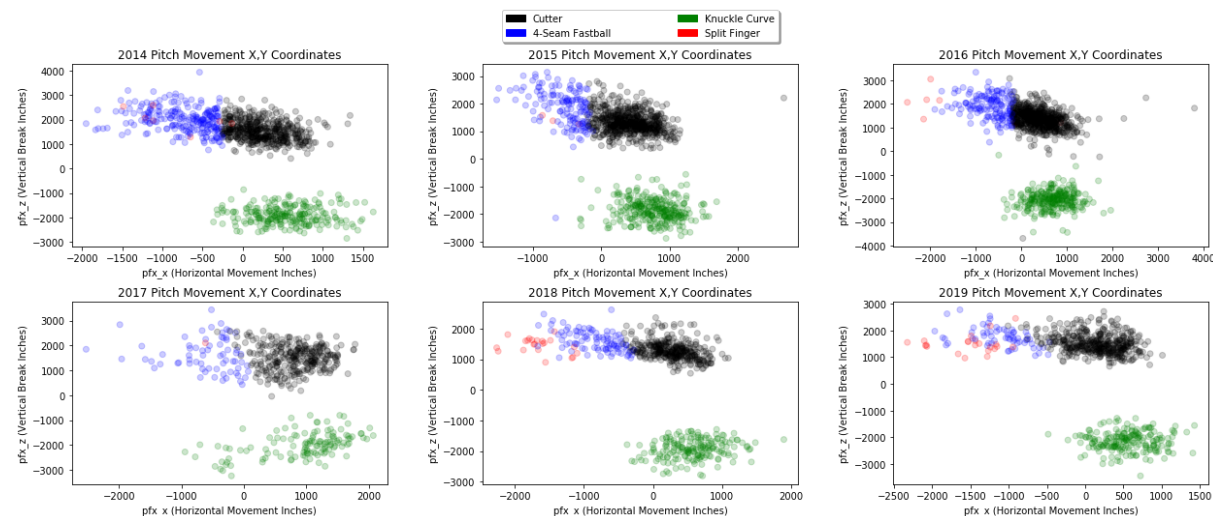 Cutter
4-Seam Fastball
Knuckle Curve
Split Finger
2014 Pitch Movement X,Y Coordinates
pfx_z (Vertical Break Inches)
4000
3000
2000
1000
0
−1000
−2000
−3000
−2000 −1500 −1000 −500 0 500 1000 1500
pfx_x (Horizontal Movement Inches)
2015 Pitch Movement X,Y Coordinates
pfx_z (Vertical Break Inches)
3000
2000
1000
0
−1000
−2000
−3000
−1000 0 1000 2000
pfx_x (Horizontal Movement Inches)
2016 Pitch Movement X,Y Coordinates
pfx_z (Vertical Break Inches)
3000
2000
1000
0
−1000
−2000
−3000
−4000
−2000 −1000 0 1000 2000 3000 4000
pfx_x (Horizontal Movement Inches)
2017 Pitch Movement X,Y Coordinates
pfx_z (Vertical Break Inches)
3000
2000
1000
0
−1000
−2000
−3000
−2000 −1000 0 1000 2000
pfx_x (Horizontal Movement Inches)
2018 Pitch Movement X,Y Coordinates
pfx_z (Vertical Break Inches)
2000
1000
0
−1000
−2000
−3000
−2000 −1000 0 1000 2000
pfx_x (Horizontal Movement Inches)
2019 Pitch Movement X,Y Coordinates
pfx_z (Vertical Break Inches)
3000
2000
1000
0
−1000
−2000
−3000
−2500 −2000 −1500 −1000 −500 0 500 1000 1500
pfx_x (Horizontal Movement Inches)